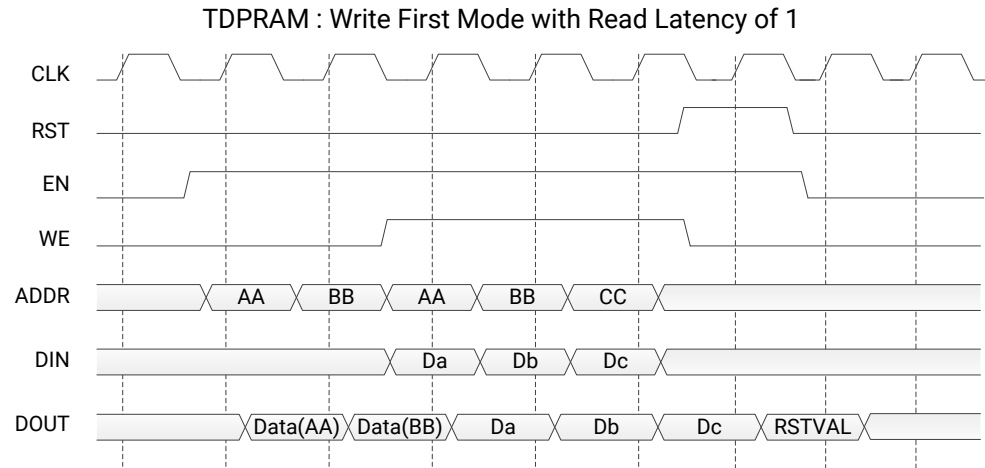 TDPRAM : Write First Mode with Read Latency of 1
CLK
RST
EN
WE
ADDR AA BB AA BB CC
DIN Da Db Dc
DOUT Data(AA) Data(BB) Da Db Dc RSTVAL